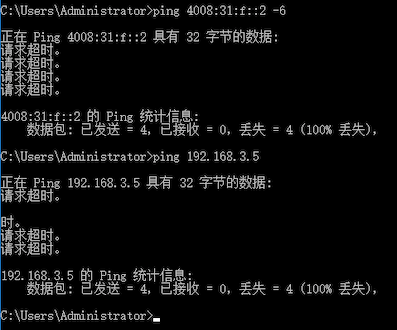 C:\Users\Administrator>ping 4008:31:f::2 -6
正在 Ping 4008:31:f::2 具有 32 字节的数据:
请求超时。
请求超时。
请求超时。
请求超时。
4008:31:f::2 的 Ping 统计信息:
数据包: 已发送 = 4，已接收 = 0，丢失 = 4 (100% 丢失)，
C:\Users\Administrator>ping 192.168.3.5
正在 Ping 192.168.3.5 具有 32 字节的数据:
请求超时。
时。
请求超时。
请求超时。
192.168.3.5 的 Ping 统计信息:
数据包: 已发送 = 4，已接收 = 0，丢失 = 4 (100% 丢失)，
C:\Users\Administrator>